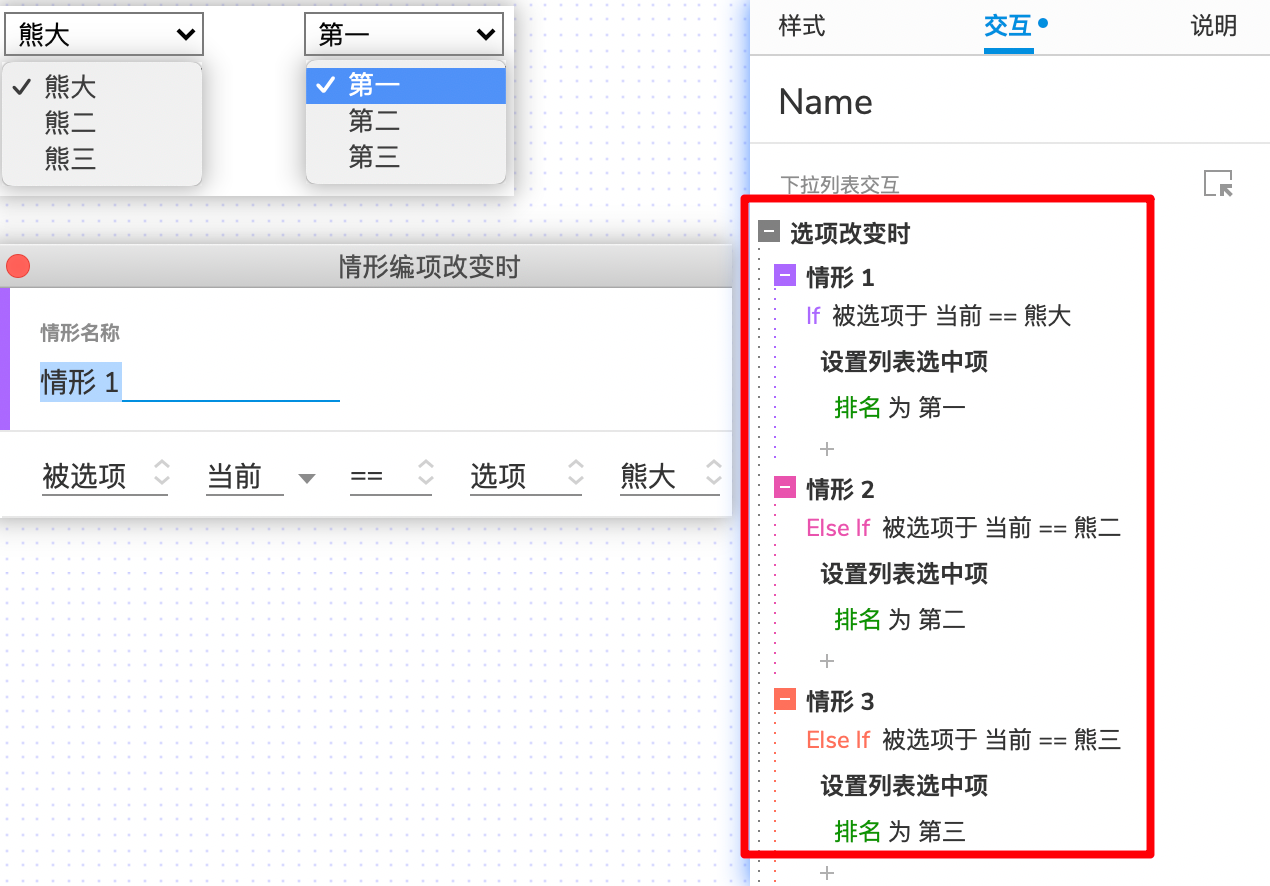 熊大
第一
熊大
熊二
熊三
第一
第二
第三
情形编项改变时
情形名称
情形 1
被选项 当前 == 选项 熊大
样式 交互 说明
Name
下拉列表交互
选项改变时
情形 1
If 被选项于 当前 == 熊大
设置列表选中项
排名 为 第一
情形 2
Else If 被选项于 当前 == 熊二
设置列表选中项
排名 为 第二
情形 3
Else If 被选项于 当前 == 熊三
设置列表选中项
排名 为 第三